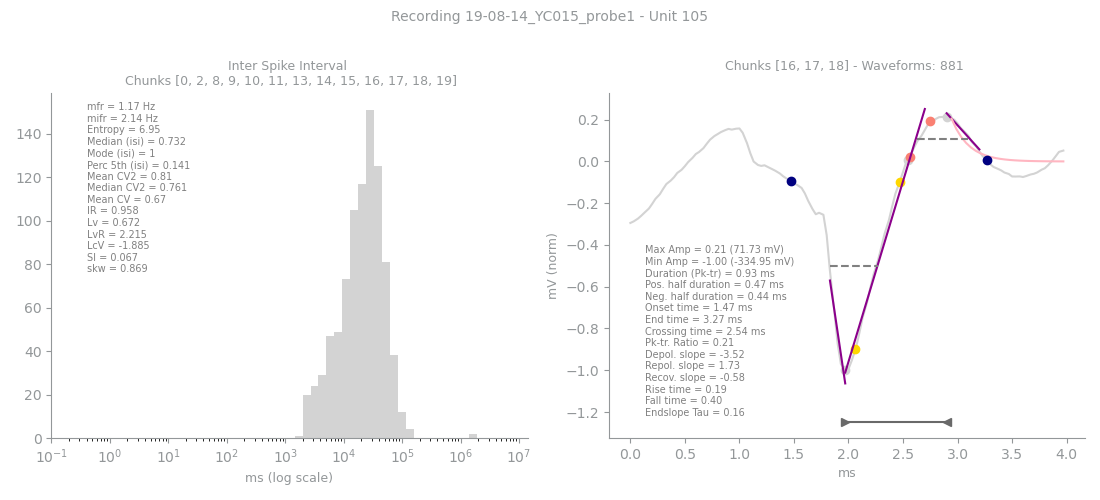 Recording 19-08-14_YC015_probe1 - Unit 105
Inter Spike Interval
Chunks [0, 2, 8, 9, 10, 11, 13, 14, 15, 16, 17, 18, 19]
mfr = 1.17 Hz
mifr = 2.14 Hz
Entropy = 6.95
Median (isi) = 0.732
Mode (isi) = 1
Perc 5th (isi) = 0.141
Mean CV2 = 0.81
Median CV2 = 0.761
Mean CV = 0.67
IR = 0.958
Lv = 0.672
LvR = 2.215
LcV = -1.885
SI = 0.067
skw = 0.869
140
120
100
80
60
40
20
0
10⁻¹ 10⁰ 10¹ 10² 10³ 10⁴ 10⁵ 10⁶ 10⁷
ms (log scale)
Chunks [16, 17, 18] - Waveforms: 881
mV (norm)
0.2
0.0
−0.2
−0.4
−0.6
−0.8
−1.0
−1.2
Max Amp = 0.21 (71.73 mV)
Min Amp = -1.00 (-334.95 mV)
Duration (Pk-tr) = 0.93 ms
Pos. half duration = 0.47 ms
Neg. half duration = 0.44 ms
Onset time = 1.47 ms
End time = 3.27 ms
Crossing time = 2.54 ms
Pk-tr. Ratio = 0.21
Depol. slope = -3.52
Repol. slope = 1.73
Recov. slope = -0.58
Rise time = 0.19
Fall time = 0.40
Endslope Tau = 0.16
0.0 0.5 1.0 1.5 2.0 2.5 3.0 3.5 4.0
ms